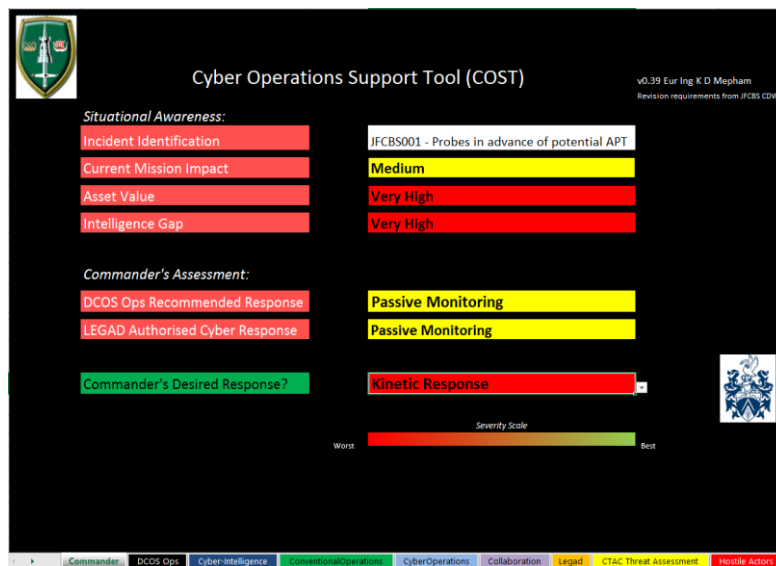 Cyber Operations Support Tool (COST)
v0.39 Eur Ing K D Mepham
Revision requirements from JFCBS CDW
Situational Awareness:
Incident Identification
JFCBS001 - Probes in advance of potential APT
Current Mission Impact
Medium
Asset Value
Very High
Intelligence Gap
Very High
Commander's Assessment:
DCOS Ops Recommended Response
Passive Monitoring
LEGAD Authorised Cyber Response
Passive Monitoring
Commander's Desired Response?
Kinetic Response
Severity Scale
Worst
Best
Commander
DCOS Ops
Cyber-Intelligence
ConventionalOperations
CyberOperations
Collaboration
Legad
CTAC Threat Assessment
Hostile Actors